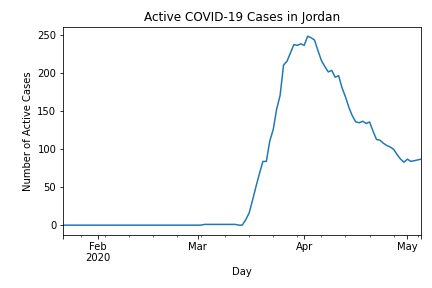 Active COVID-19 Cases in Jordan
250
200
150
100
50
0
Number of Active Cases
Feb
2020
Mar
Apr
May
Day